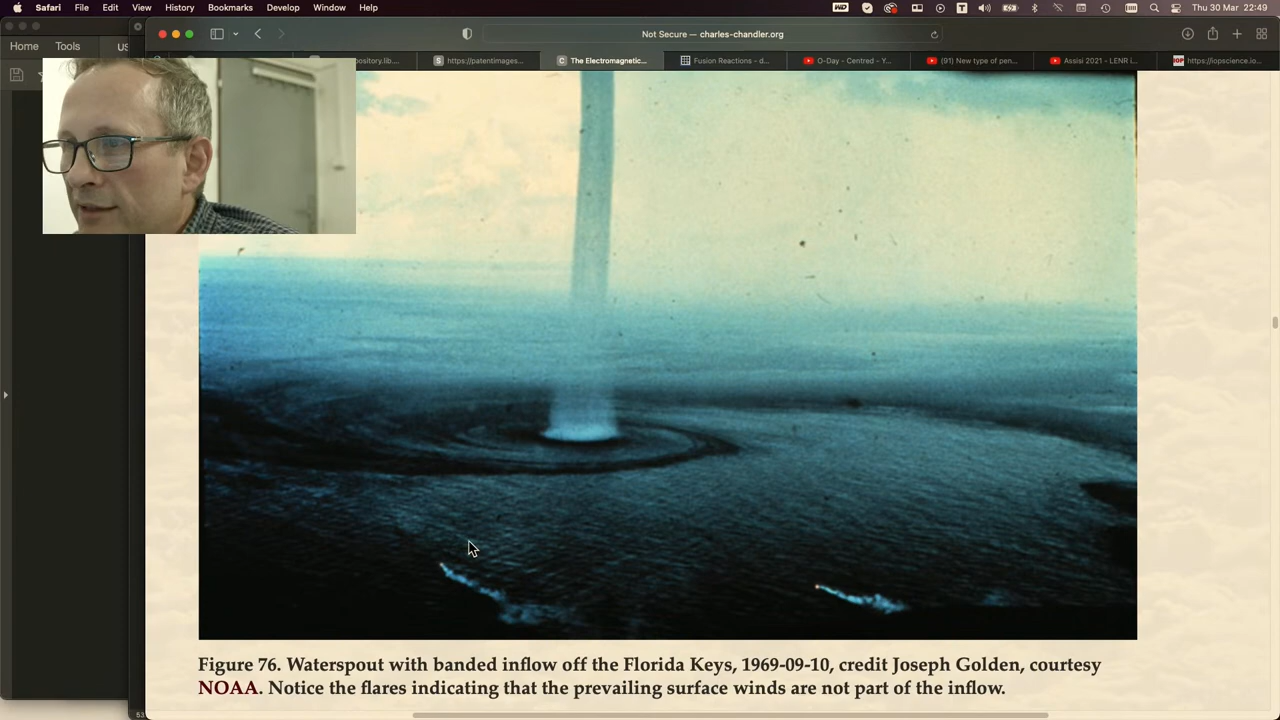 Safari File Edit View History Bookmarks Develop Window Help Thu 30 Mar 22:49
Not Secure — charles-chandler.org
Home Tools US
ository.lib.... https://patentimages... The Electromagnetic... Fusion Reactions - d... O-Day - Centred - Y... (91) New type of pen... Assisi 2021 - LENR i... https://iopscience.io...
Figure 76. Waterspout with banded inflow off the Florida Keys, 1969-09-10, credit Joseph Golden, courtesy
NOAA. Notice the flares indicating that the prevailing surface winds are not part of the inflow.